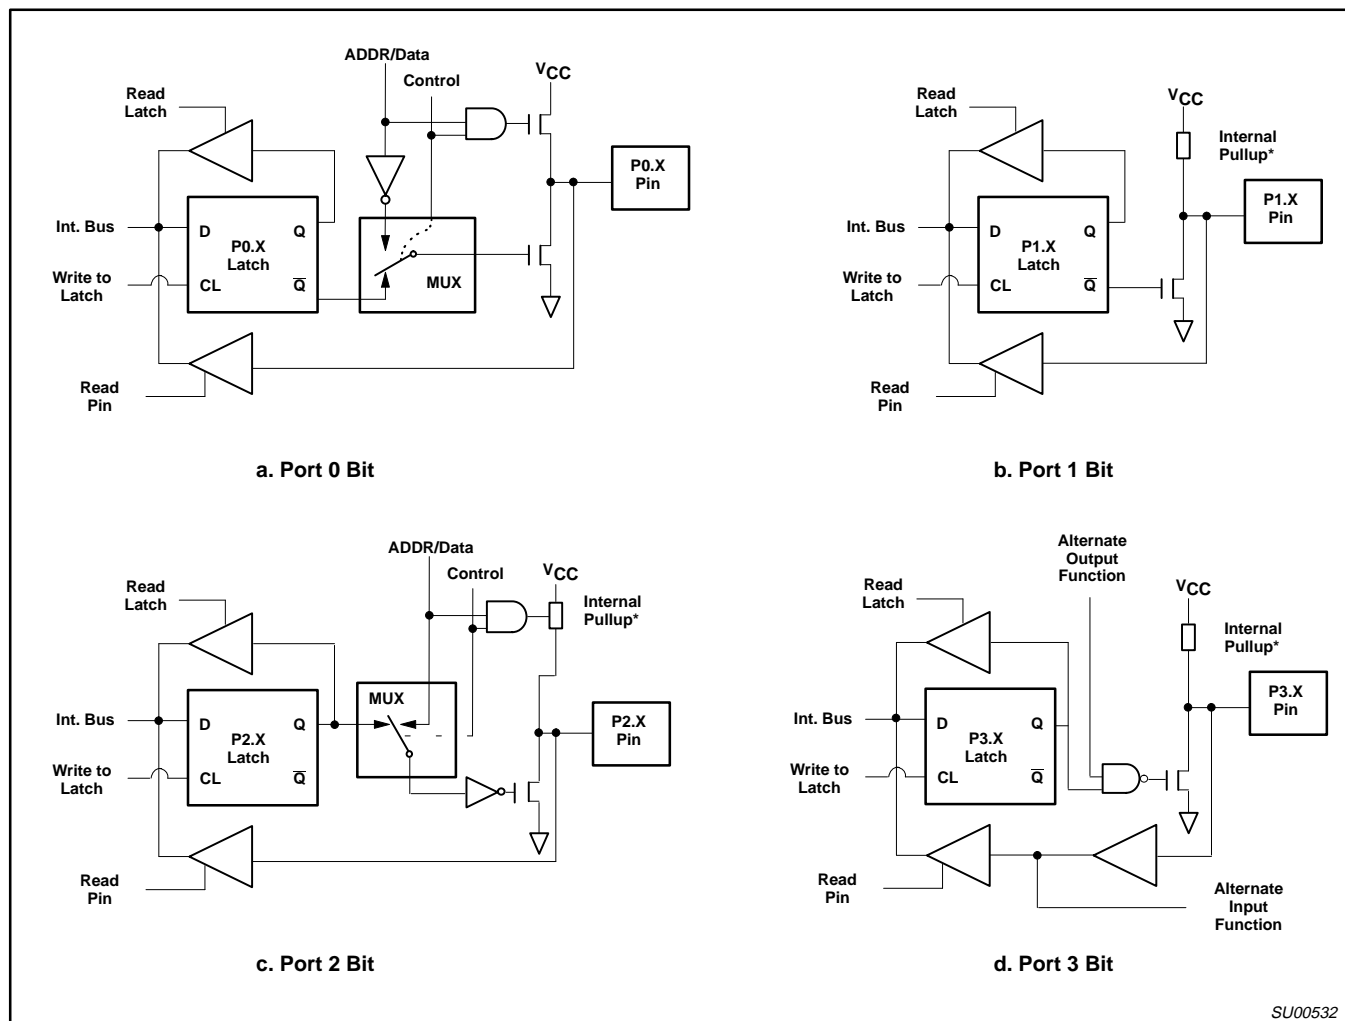 ADDR/Data
Control
VCC
Read
Latch
P0.X
Pin
Int. Bus
D
Q
P0.X
Latch
Write to
Latch
CL
Q
MUX
Read
Pin
a. Port 0 Bit
VCC
Read
Latch
Internal
Pullup*
P1.X
Pin
Int. Bus
D
Q
P1.X
Latch
Write to
Latch
CL
Q
Read
Pin
b. Port 1 Bit
ADDR/Data
Control
VCC
Read
Latch
Internal
Pullup*
MUX
Int. Bus
D
Q
P2.X
Latch
P2.X
Pin
Write to
Latch
CL
Q
Read
Pin
c. Port 2 Bit
Alternate
Output
Function
VCC
Read
Latch
Internal
Pullup*
P3.X
Pin
Int. Bus
D
Q
P3.X
Latch
Write to
Latch
CL
Q
Read
Pin
Alternate
Input
Function
d. Port 3 Bit
SU00532